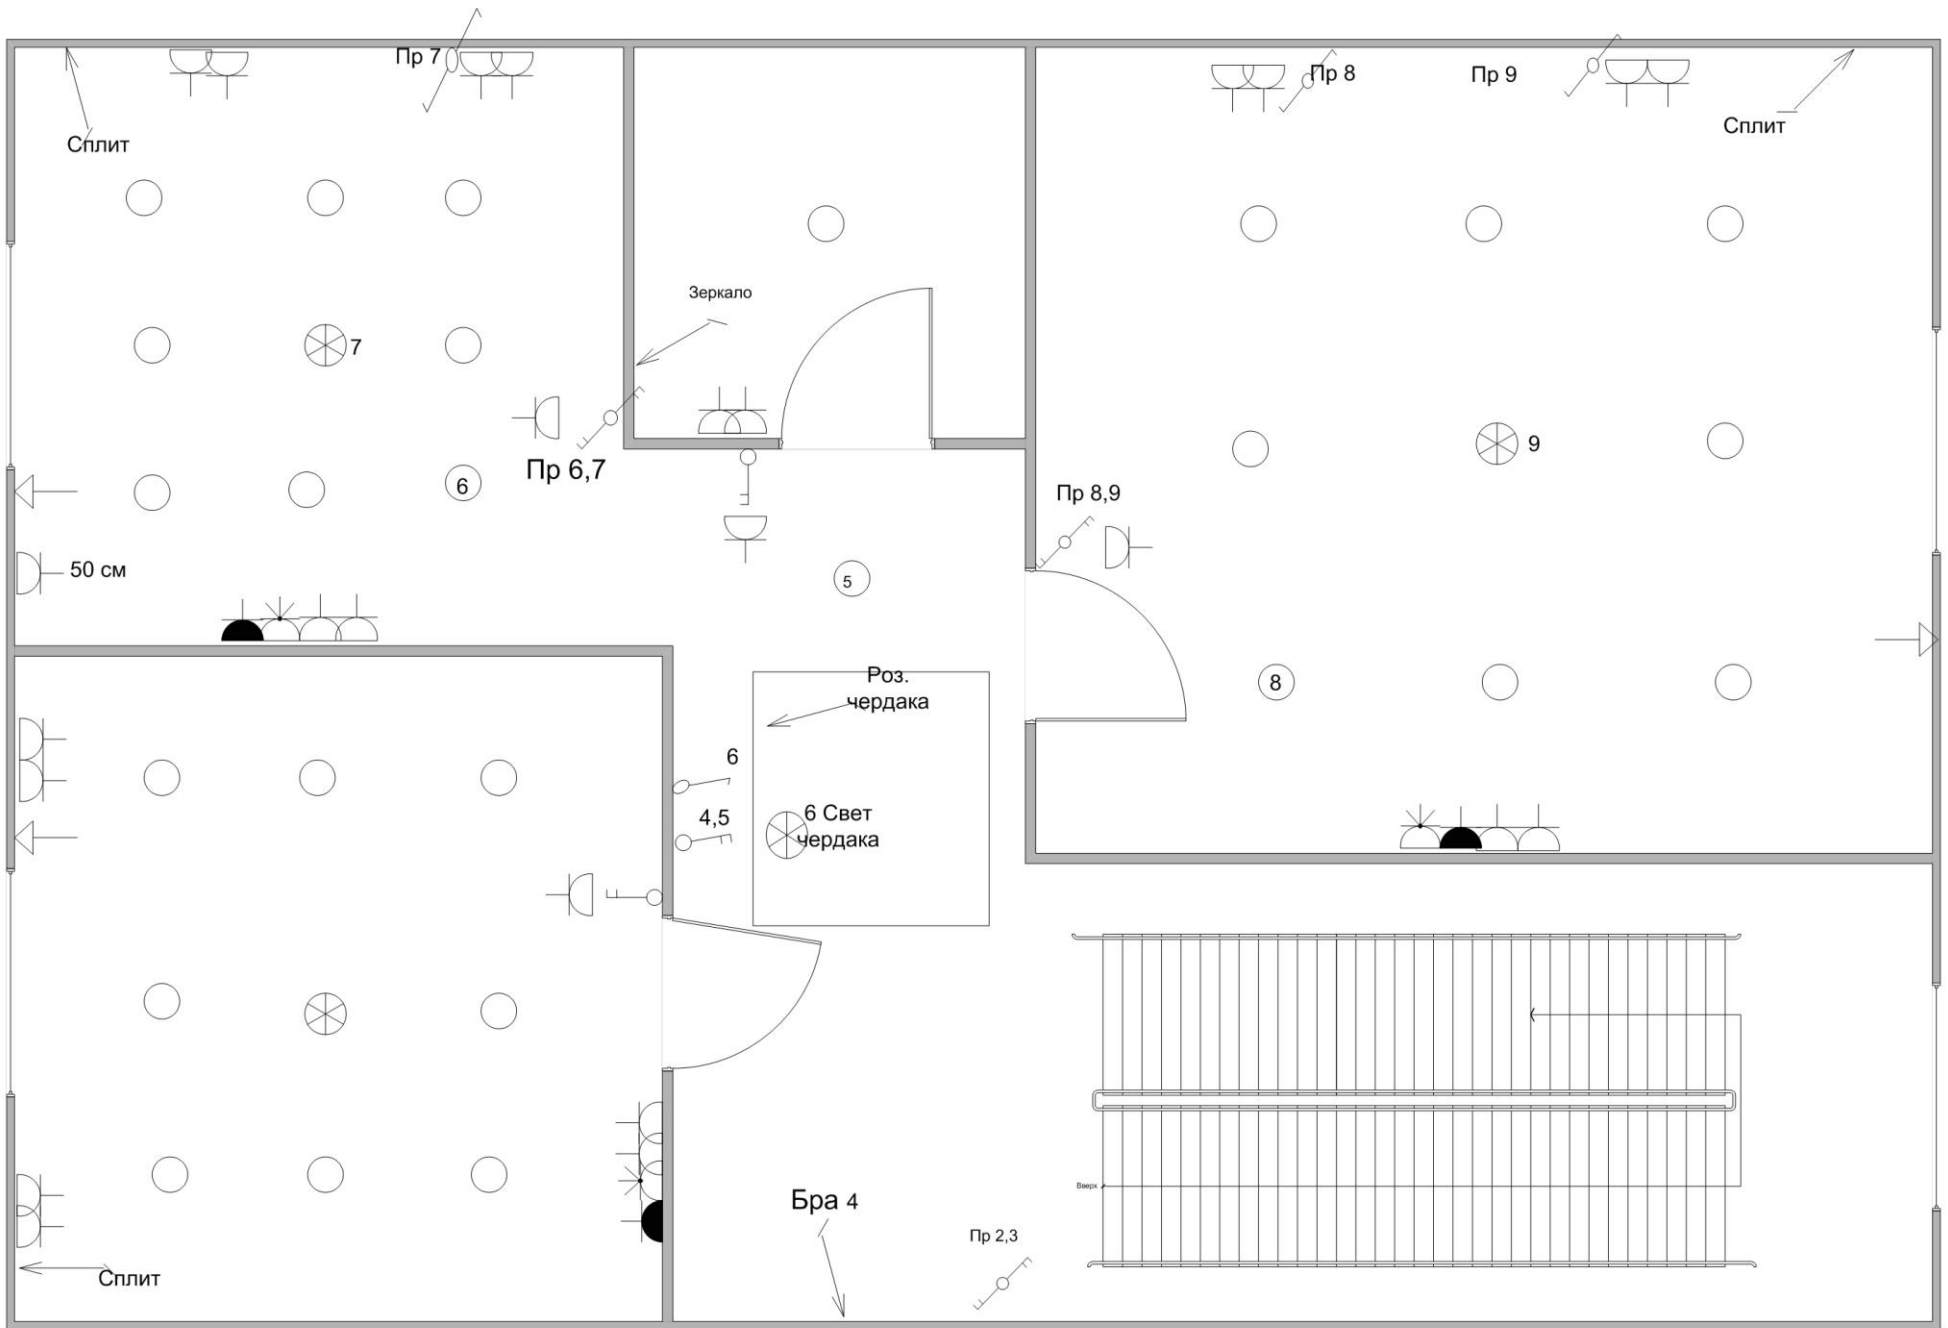 Пр 7
Пр 8
Пр 9
Сплит
Сплит
Зеркало
7
9
Пр 6,7
6
Пр 8,9
50 см
5
Роз.
чердака
8
6
4,5
6 Свет
чердака
Вверх
Бра 4
Пр 2,3
Сплит